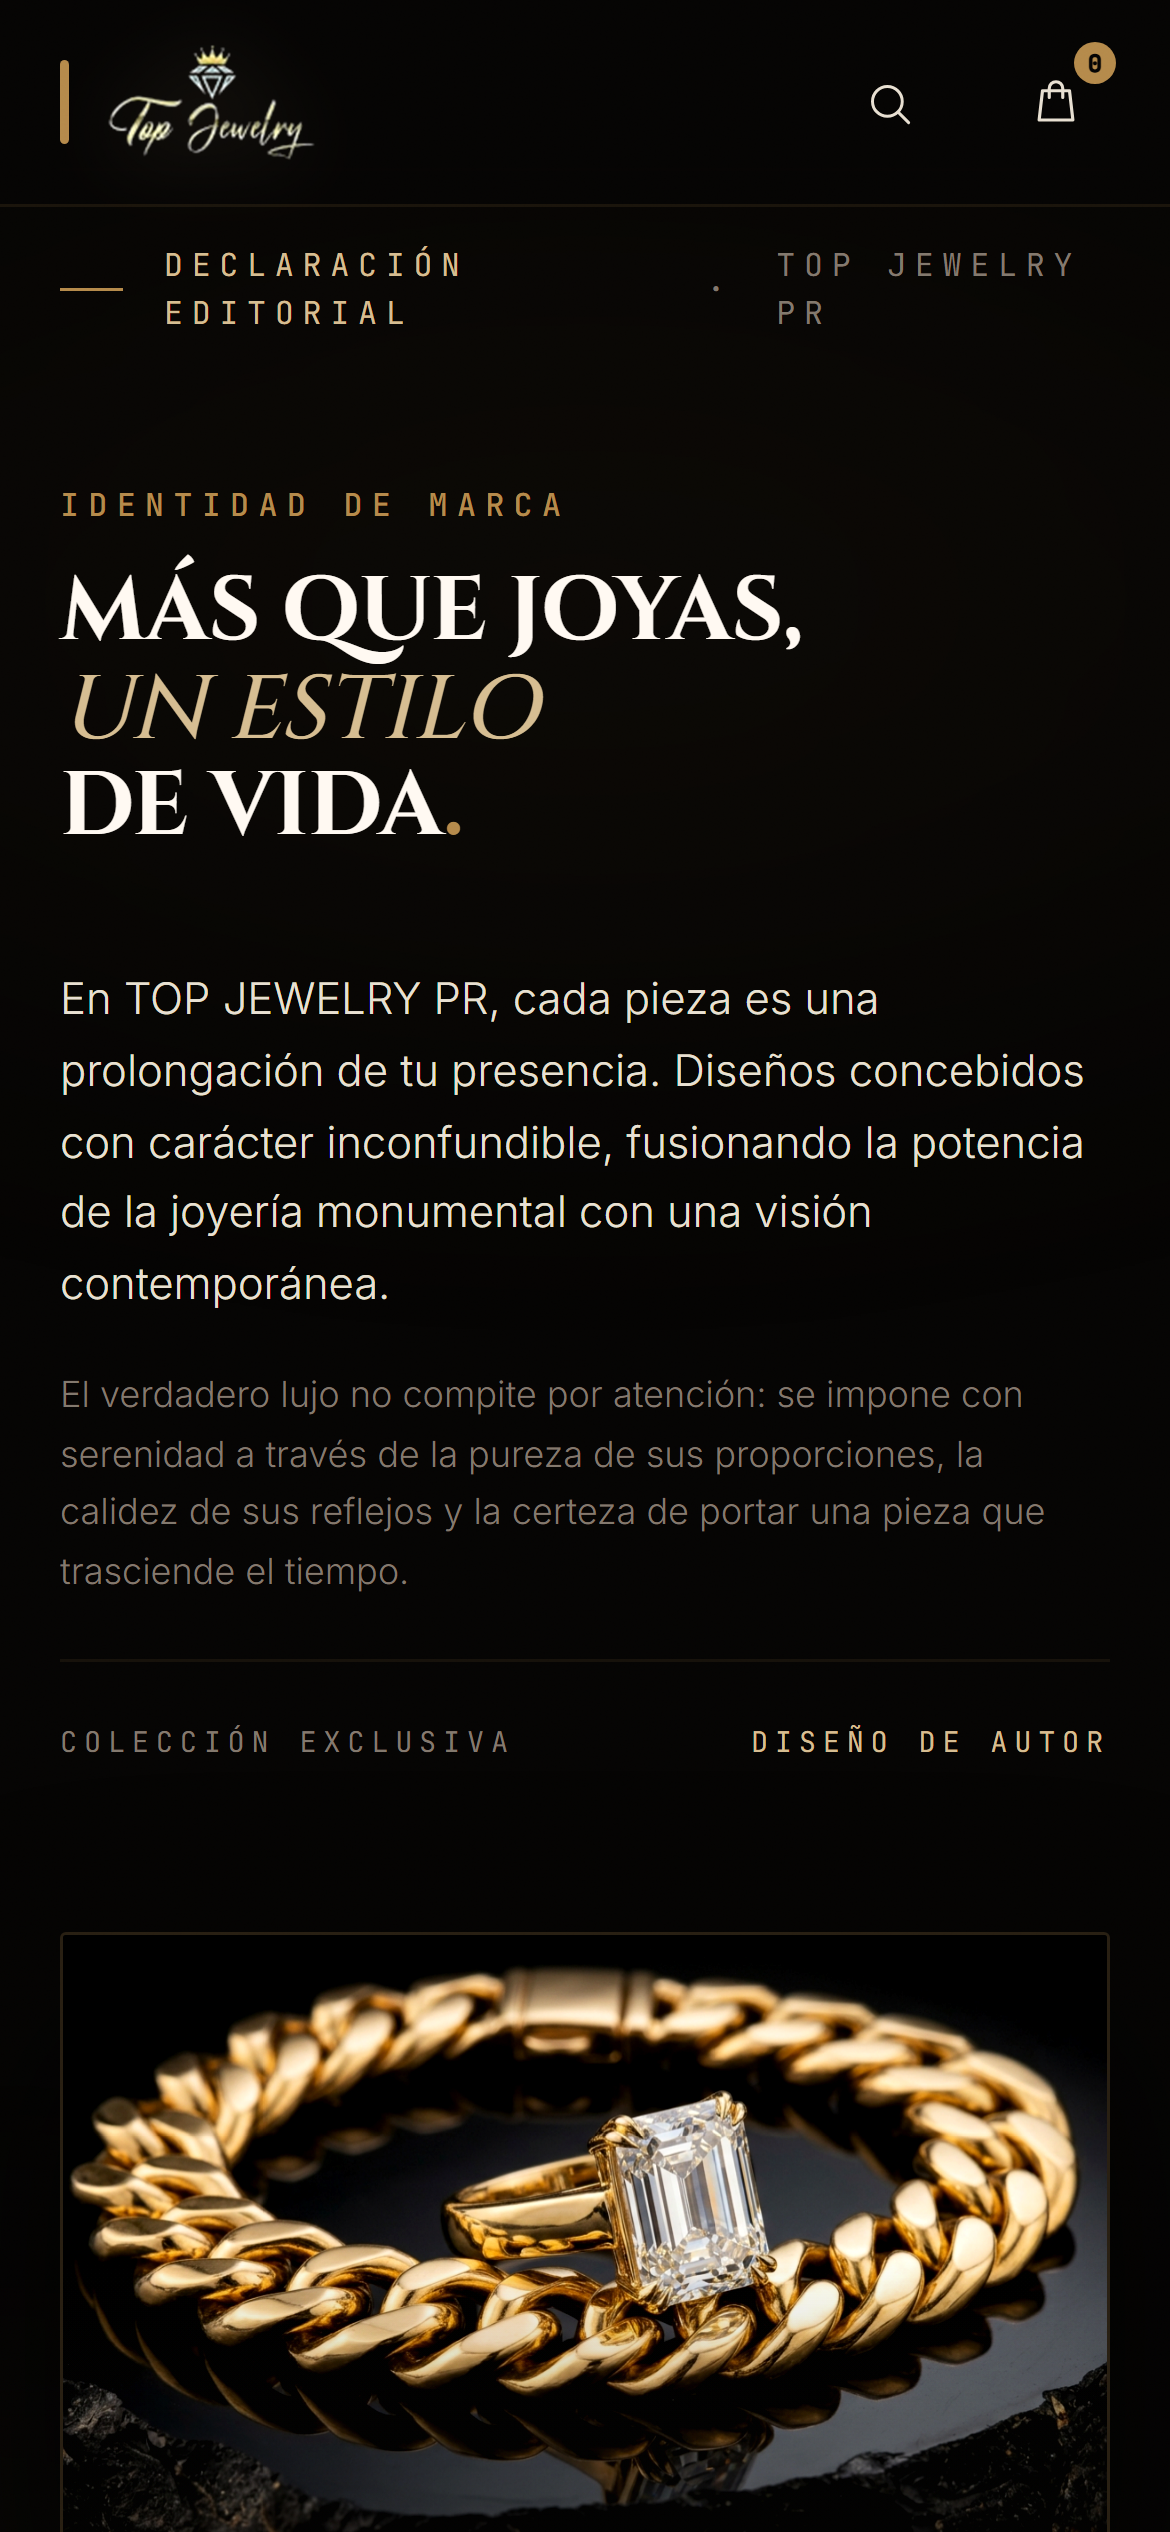 Top Jewelry
0
DECLARACIÓN
EDITORIAL
·
TOP JEWELRY
PR
IDENTIDAD DE MARCA
MÁS QUE JOYAS,
UN ESTILO
DE VIDA.
En TOP JEWELRY PR, cada pieza es una
prolongación de tu presencia. Diseños concebidos
con carácter inconfundible, fusionando la potencia
de la joyería monumental con una visión
contemporánea.
El verdadero lujo no compite por atención: se impone con
serenidad a través de la pureza de sus proporciones, la
calidez de sus reflejos y la certeza de portar una pieza que
trasciende el tiempo.
COLECCIÓN EXCLUSIVA
DISEÑO DE AUTOR